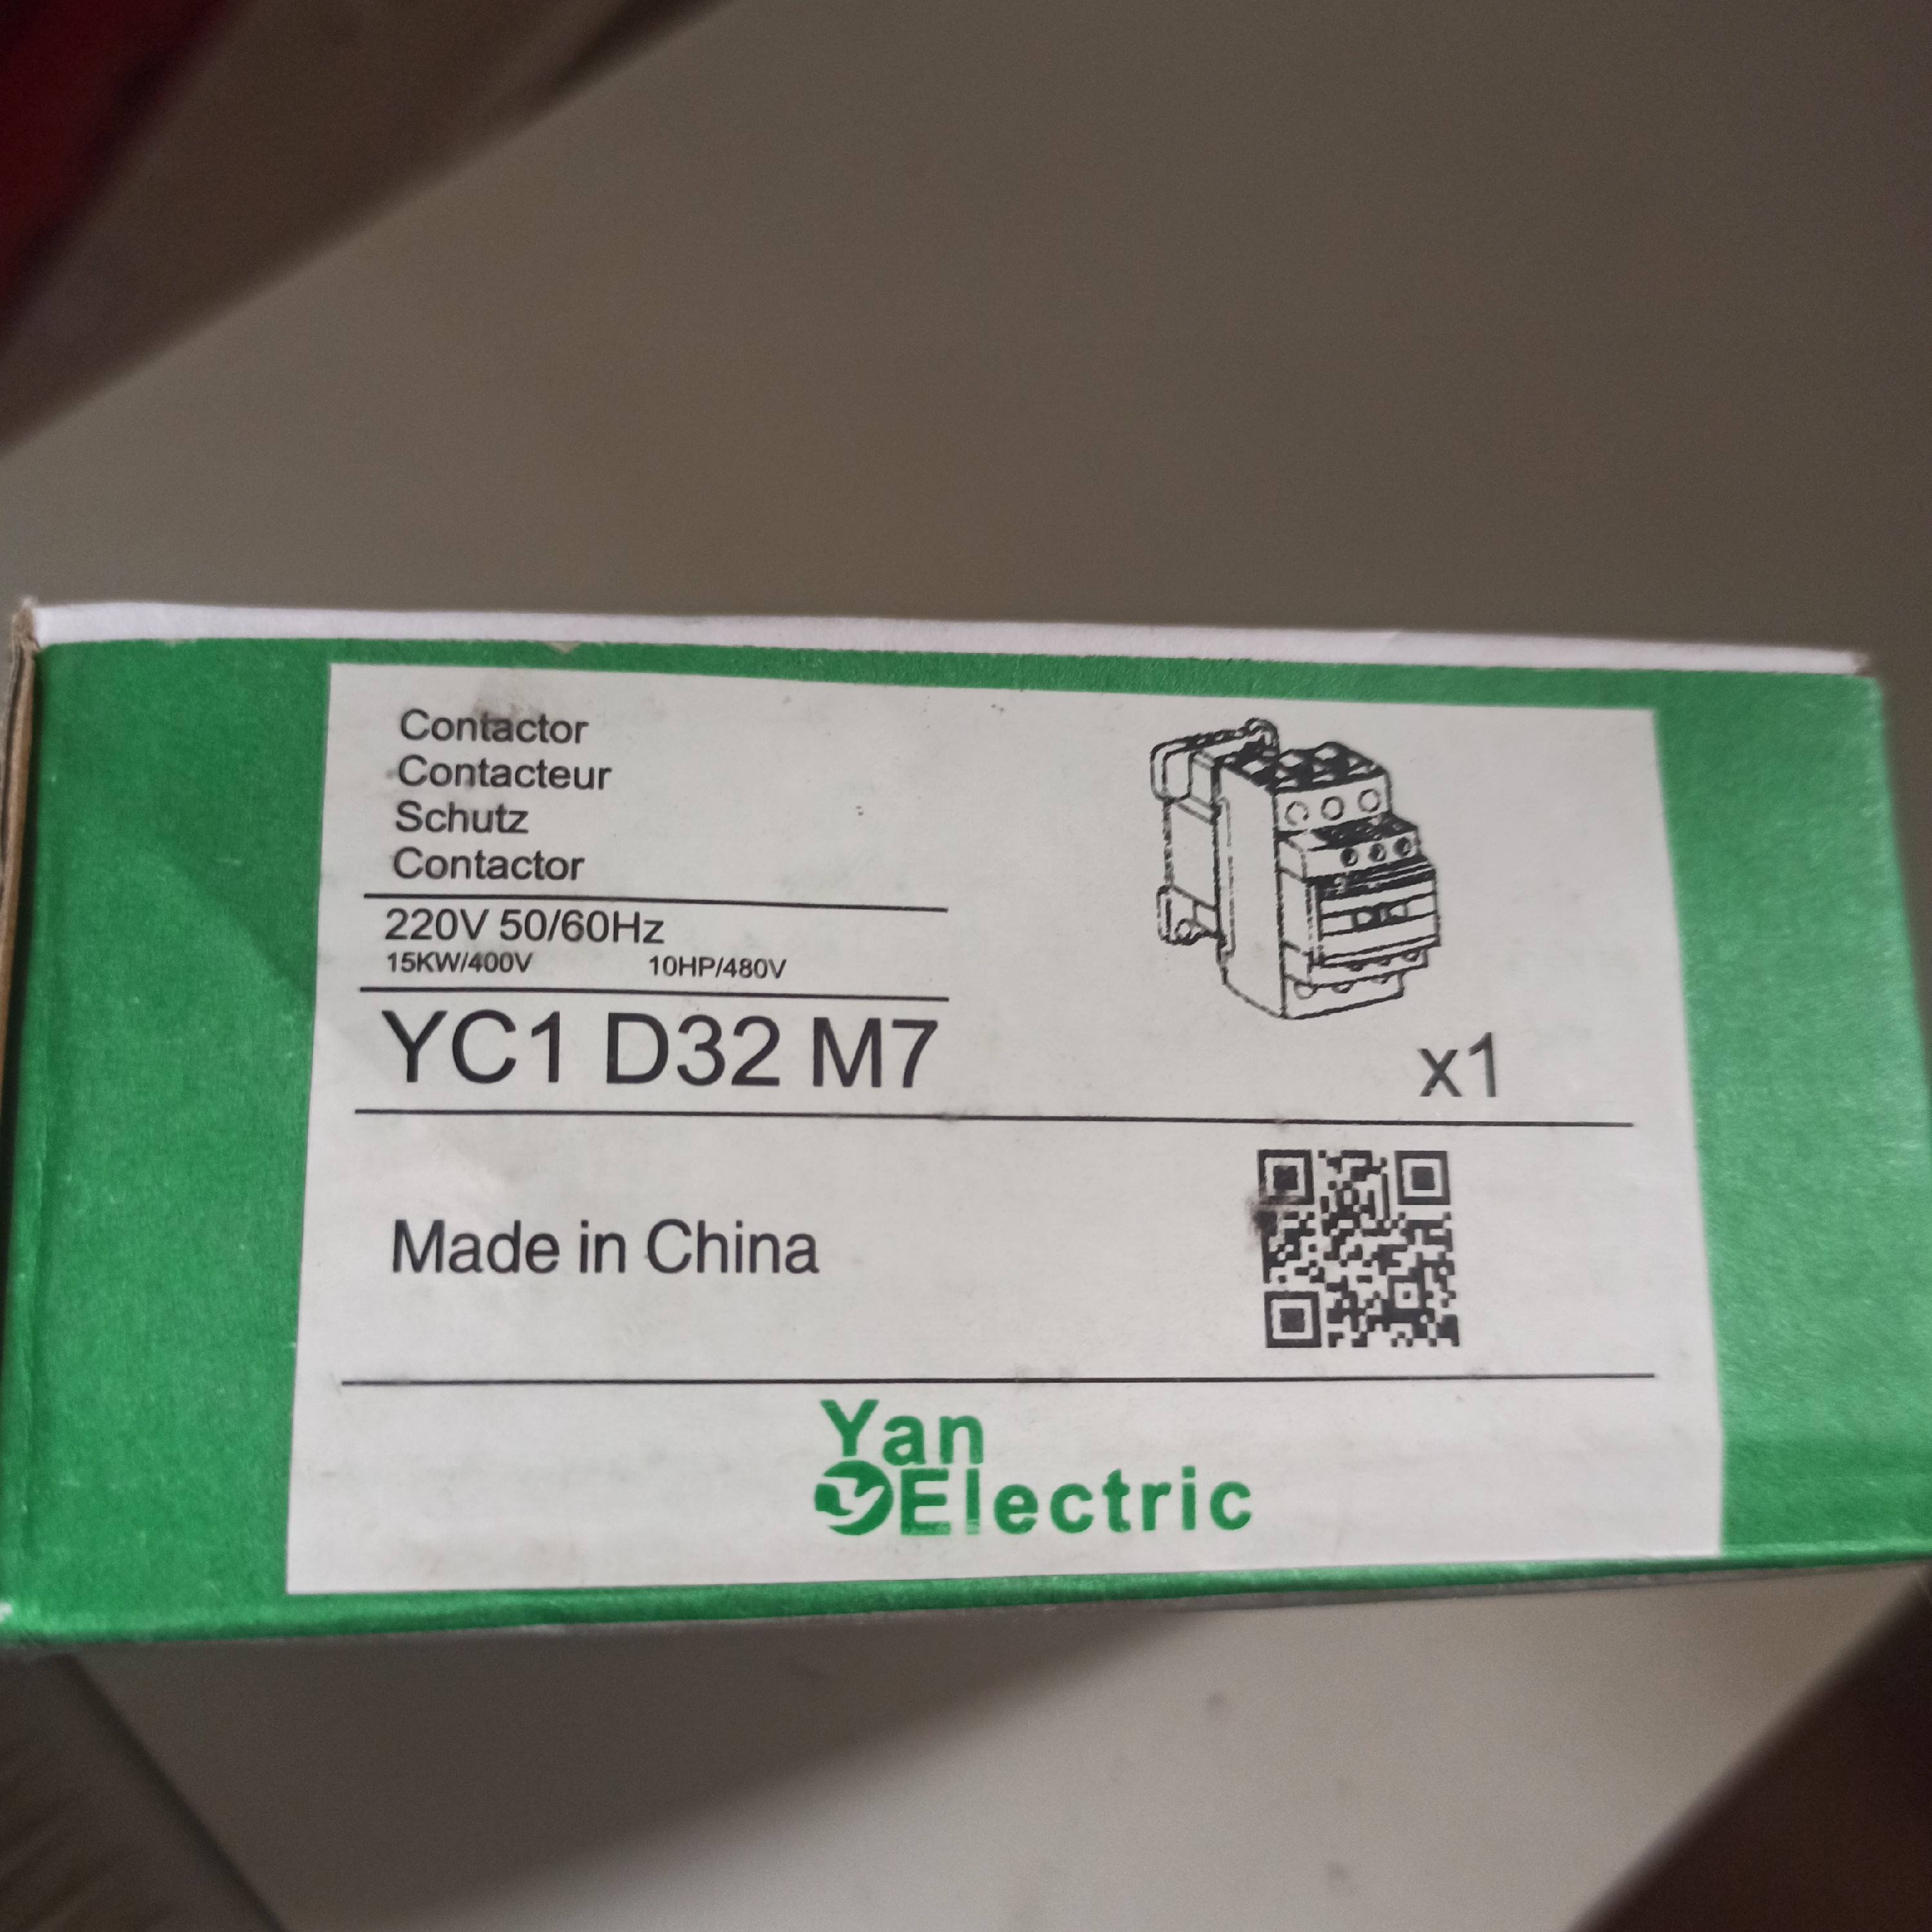 Contactor
Contacteur
Schutz
Contactor
220V 50/60Hz
15KW/400V 10HP/480V
YC1 D32 M7
x1
Made in China
Yan
Electric